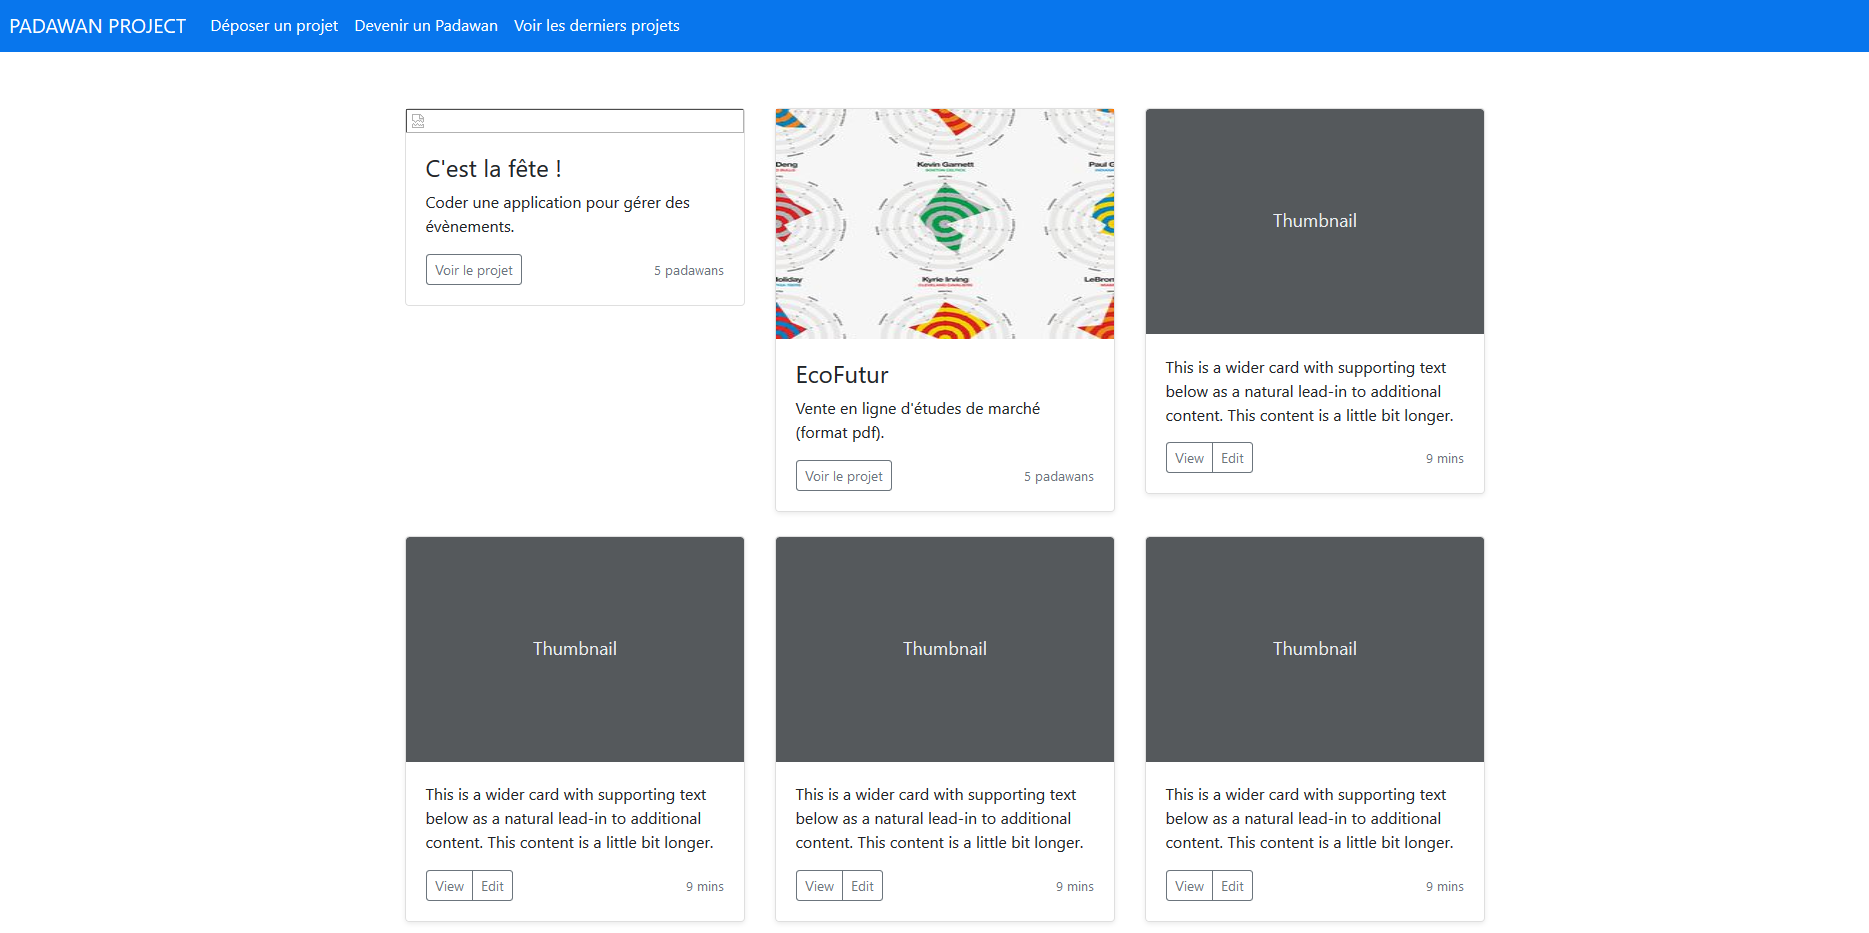 PADAWAN PROJECT Déposer un projet Devenir un Padawan Voir les derniers projets
C'est la fête !
Coder une application pour gérer des
évènements.
Voir le projet 5 padawans
Deng
Kevin Garnett
BOSTON CELTICS
Paul G
Holiday
Kyrie Irving
CLEVELAND CAVALIERS
LeBron
EcoFutur
Vente en ligne d'études de marché
(format pdf).
Voir le projet 5 padawans
Thumbnail
This is a wider card with supporting text
below as a natural lead-in to additional
content. This content is a little bit longer.
View Edit 9 mins
Thumbnail
This is a wider card with supporting text
below as a natural lead-in to additional
content. This content is a little bit longer.
View Edit 9 mins
Thumbnail
This is a wider card with supporting text
below as a natural lead-in to additional
content. This content is a little bit longer.
View Edit 9 mins
Thumbnail
This is a wider card with supporting text
below as a natural lead-in to additional
content. This content is a little bit longer.
View Edit 9 mins